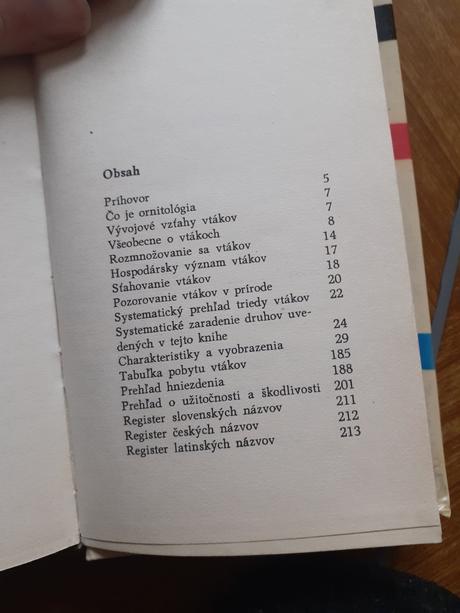 Obsah
Príhovor 5
Čo je ornitológia 7
Vývojové vzťahy vtákov 7
Všeobecne o vtákoch 8
Rozmnožovanie sa vtákov 14
Hospodársky význam vtákov 17
Sťahovanie vtákov 18
Pozorovanie vtákov v prírode 20
Systematický prehľad triedy vtákov 22
Systematické zaradenie druhov uve-
dených v tejto knihe 24
Charakteristiky a vyobrazenia 29
Tabuľka pobytu vtákov 185
Prehľad hniezdenia 188
Prehľad o užitočnosti a škodlivosti 201
Register slovenských názvov 211
Register českých názvov 212
Register latinských názvov 213